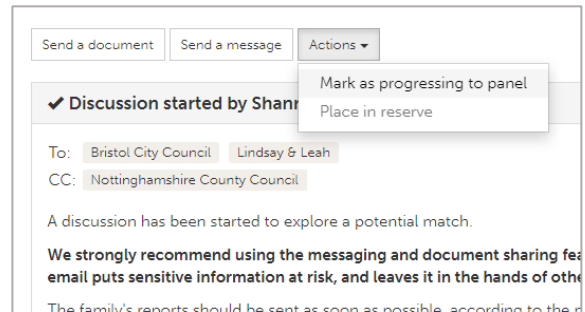 Send a document Send a message Actions
Mark as progressing to panel
✔ Discussion started by
Place in reserve
To: Bristol City Council Lindsay & Leah
CC: Nottinghamshire County Council
A discussion has been started to explore a potential match.
We strongly recommend using the messaging and document sharing
email puts sensitive information at risk, and leaves it in the hands of
The family's reports should be sent as soon as possible, according to the